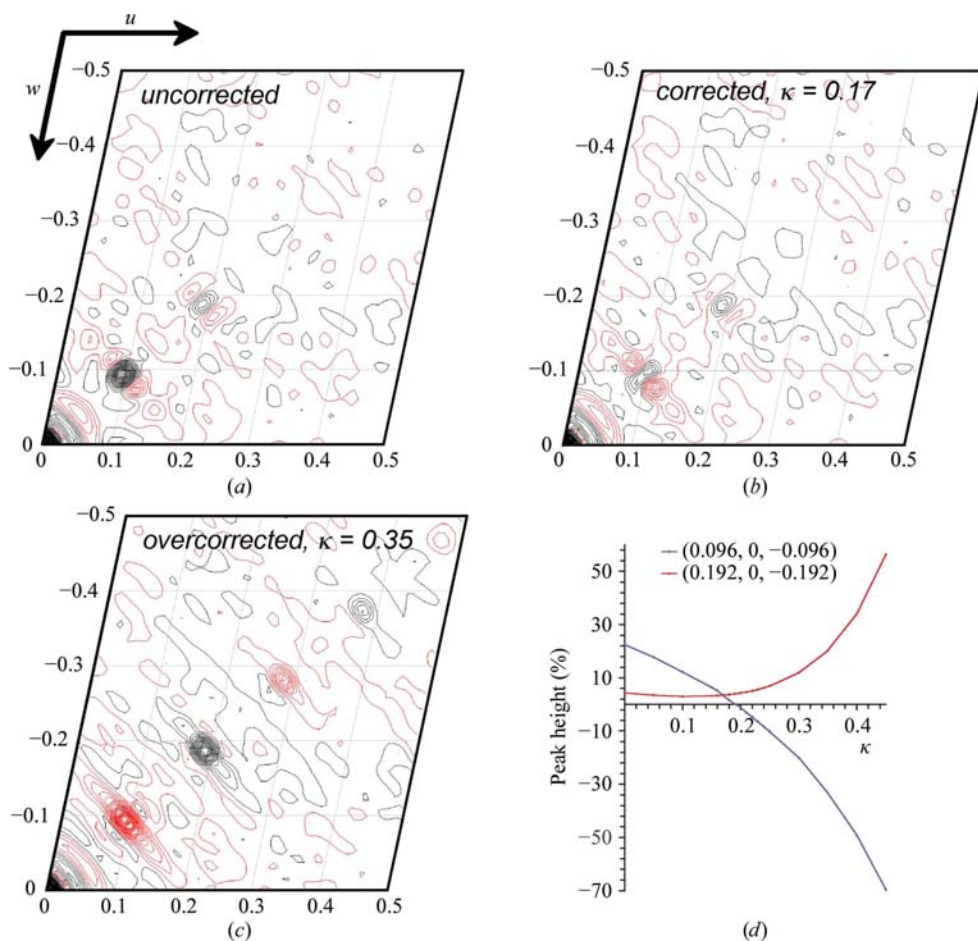 u
w
−0.5
uncorrected
−0.4
−0.3
−0.2
−0.1
0
0 0.1 0.2 0.3 0.4 0.5
(a)
−0.5
corrected, κ = 0.17
−0.4
−0.3
−0.2
−0.1
0
0 0.1 0.2 0.3 0.4 0.5
(b)
−0.5
overcorrected, κ = 0.35
−0.4
−0.3
−0.2
−0.1
0
0 0.1 0.2 0.3 0.4 0.5
(c)
(0.096, 0, −0.096)
(0.192, 0, −0.192)
Peak height (%)
50
30
10
−10
−30
−50
−70
0.1 0.2 0.3 0.4
κ
(d)